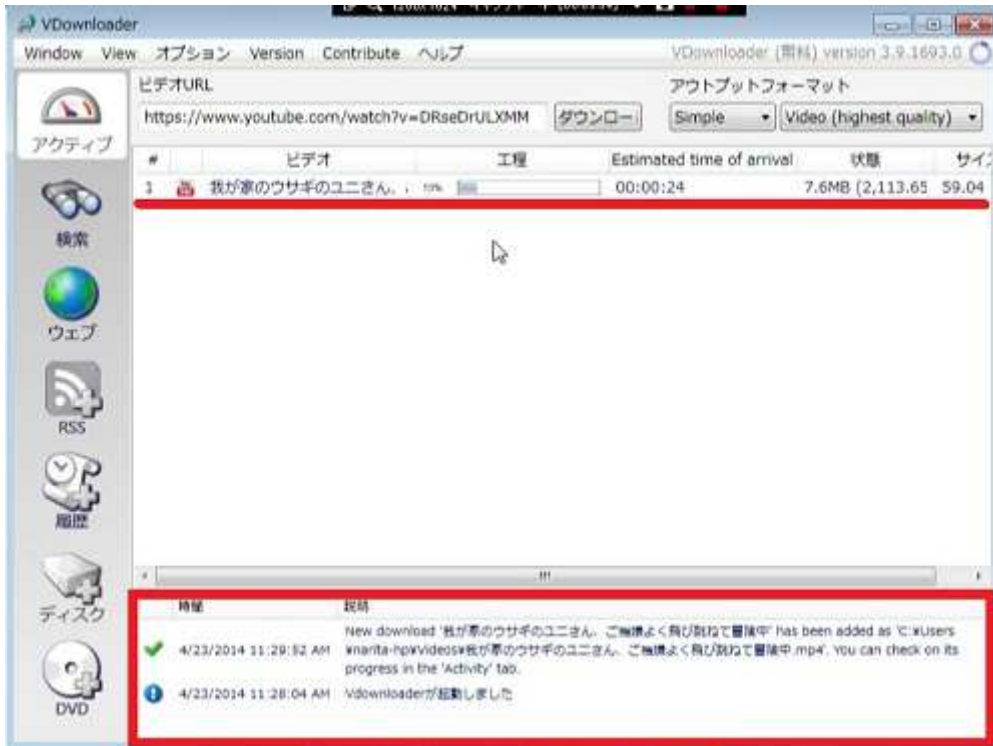 VDownloader
Window View オプション Version Contribute ヘルプ VDownloader (無料) version 3.9.1693.0
ビデオURL アウトプットフォーマット
https://www.youtube.com/watch?v=DRseDrULXMM ダウンロー Simple Video (highest quality)
アクティブ
# ビデオ 工程 Estimated time of arrival 状態 サイズ
1 我が家のウサギのユニさん、 00:00:24 7.6MB (2,113.65 59.04
検索
ウェブ
RSS
履歴
ディスク
DVD
時間 説明
New download '我が家のウサギのユニさん、ご機嫌よく飛び跳ねて冒険中' has been added as 'C:¥Users
4/23/2014 11:29:52 AM ¥narita-hp¥Videos¥我が家のウサギのユニさん、ご機嫌よく飛び跳ねて冒険中.mp4'. You can check on its
progress in the 'Activity' tab.
4/23/2014 11:28:04 AM Vdownloaderが起動しました